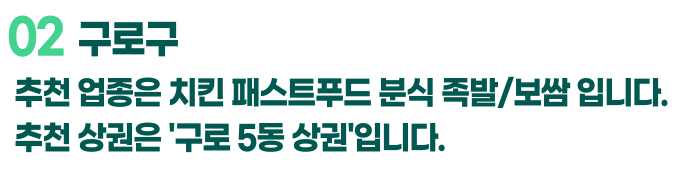 02 구로구
추천 업종은 치킨 패스트푸드 분식 족발/보쌈 입니다.
추천 상권은 '구로 5동 상권'입니다.